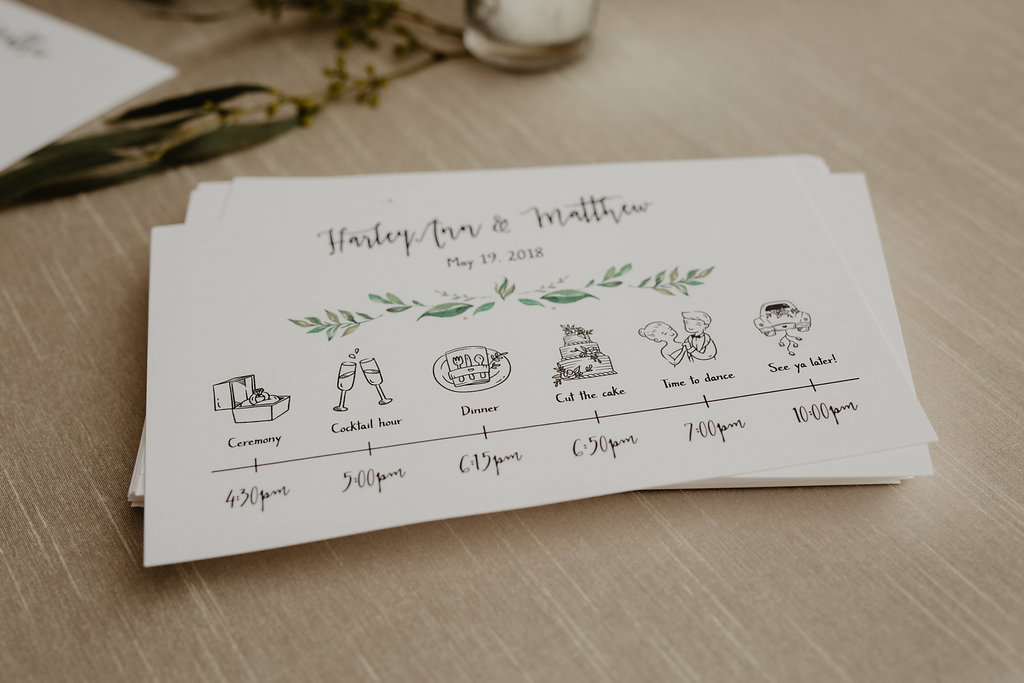 Harley Ann & Matthew
May 19, 2018
Ceremony Cocktail hour Dinner Cut the cake Time to dance See ya later!
4:30pm 5:00pm 6:15pm 6:50pm 7:00pm 10:00pm